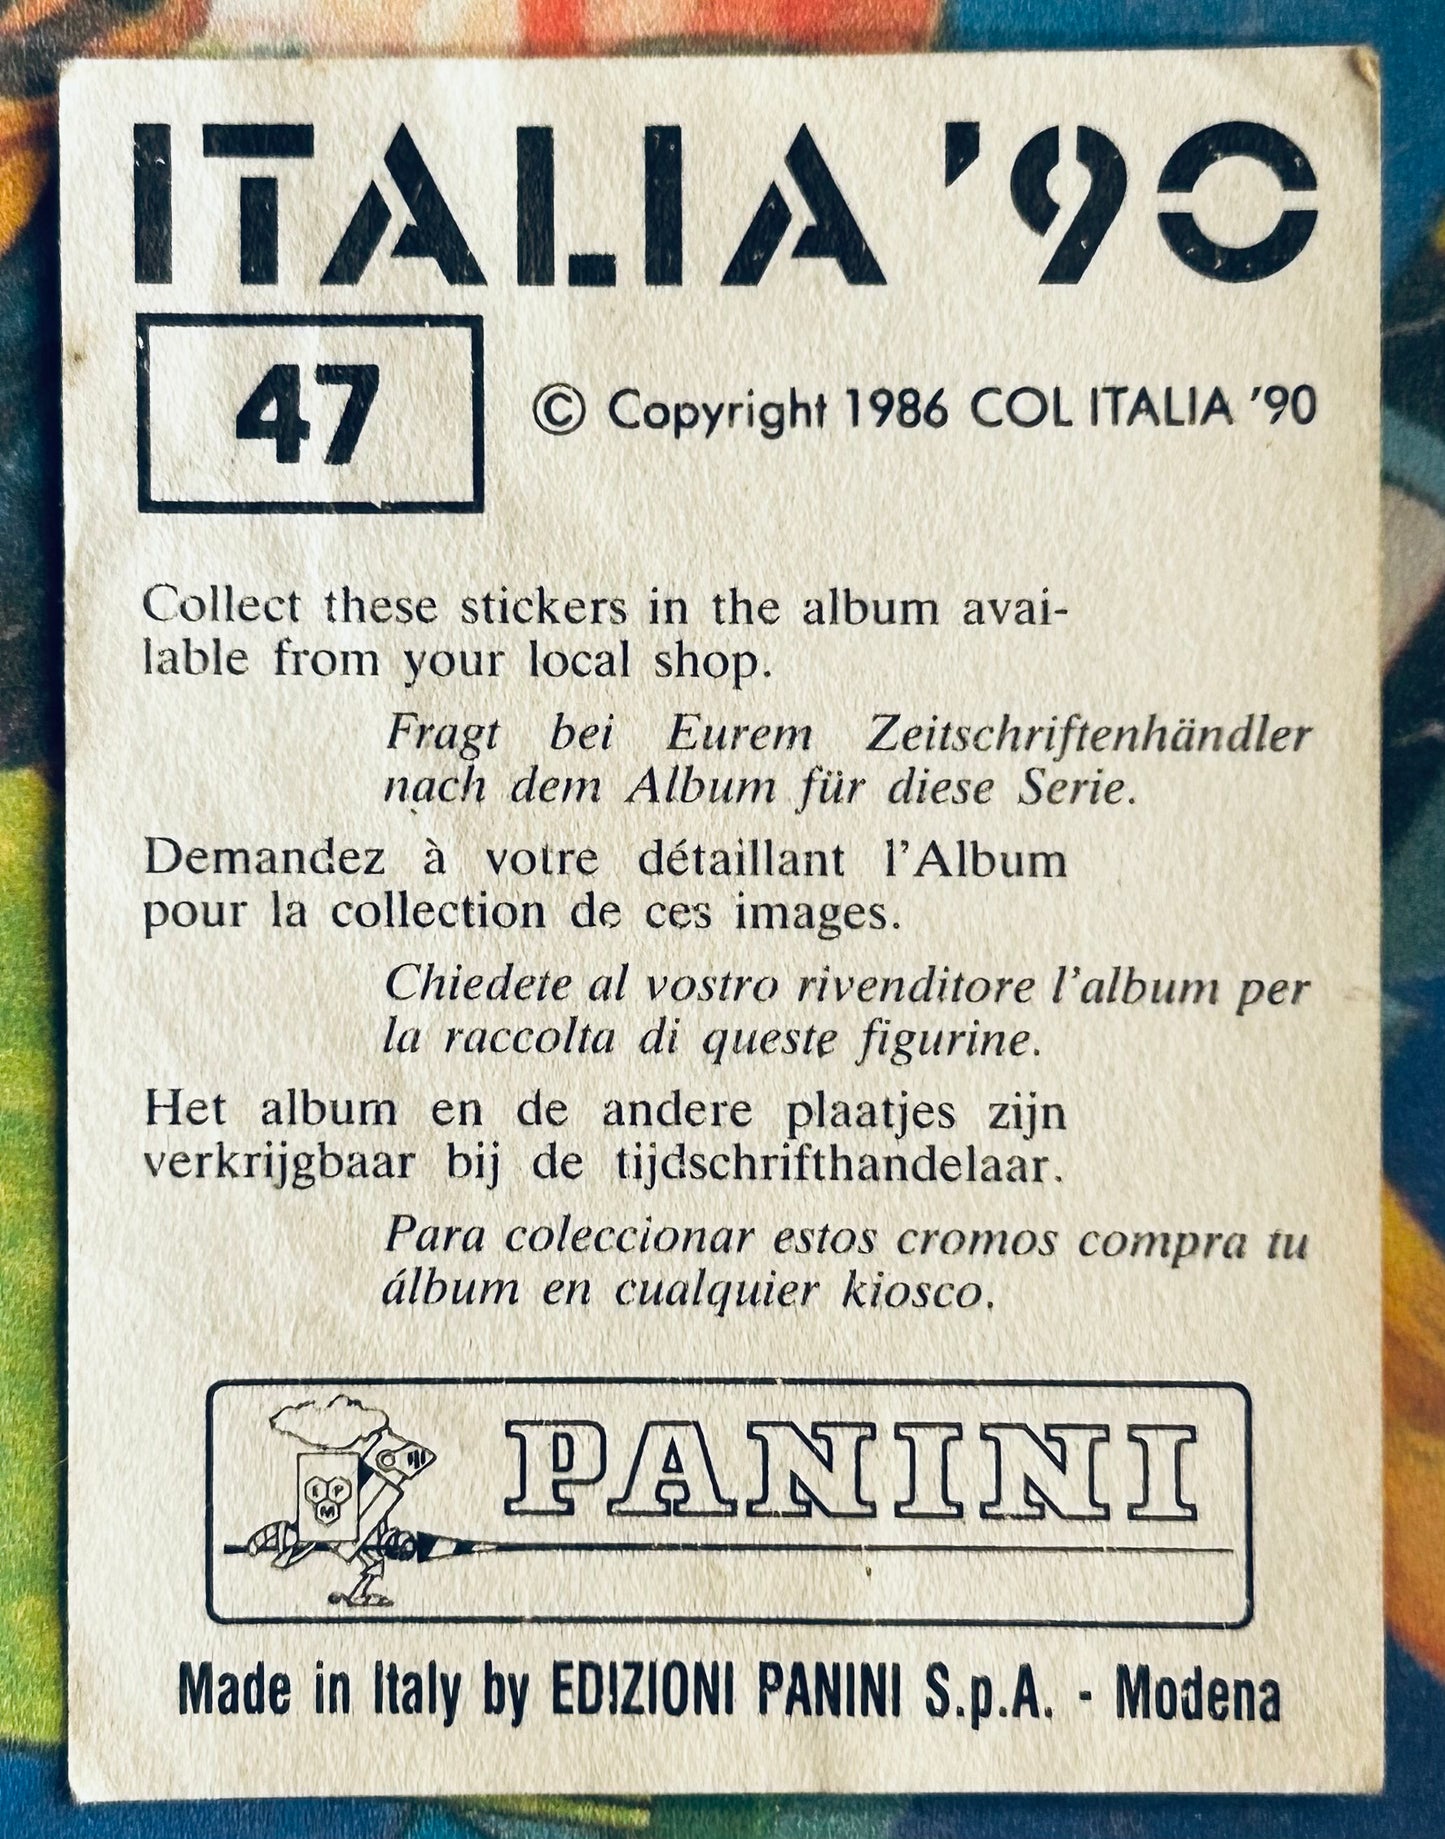 ITALIA '90
47
© Copyright 1986 COL ITALIA '90
Collect these stickers in the album avai-
lable from your local shop.
Fragt bei Eurem Zeitschriftenhändler
nach dem Album für diese Serie.
Demandez à votre détaillant l'Album
pour la collection de ces images.
Chiedete al vostro rivenditore l'album per
la raccolta di queste figurine.
Het album en de andere plaatjes zijn
verkrijgbaar bij de tijdschrifthandelaar.
Para coleccionar estos cromos compra tu
álbum en cualquier kiosco.
E P
M
PANINI
Made in Italy by EDIZIONI PANINI S.p.A. - Modena